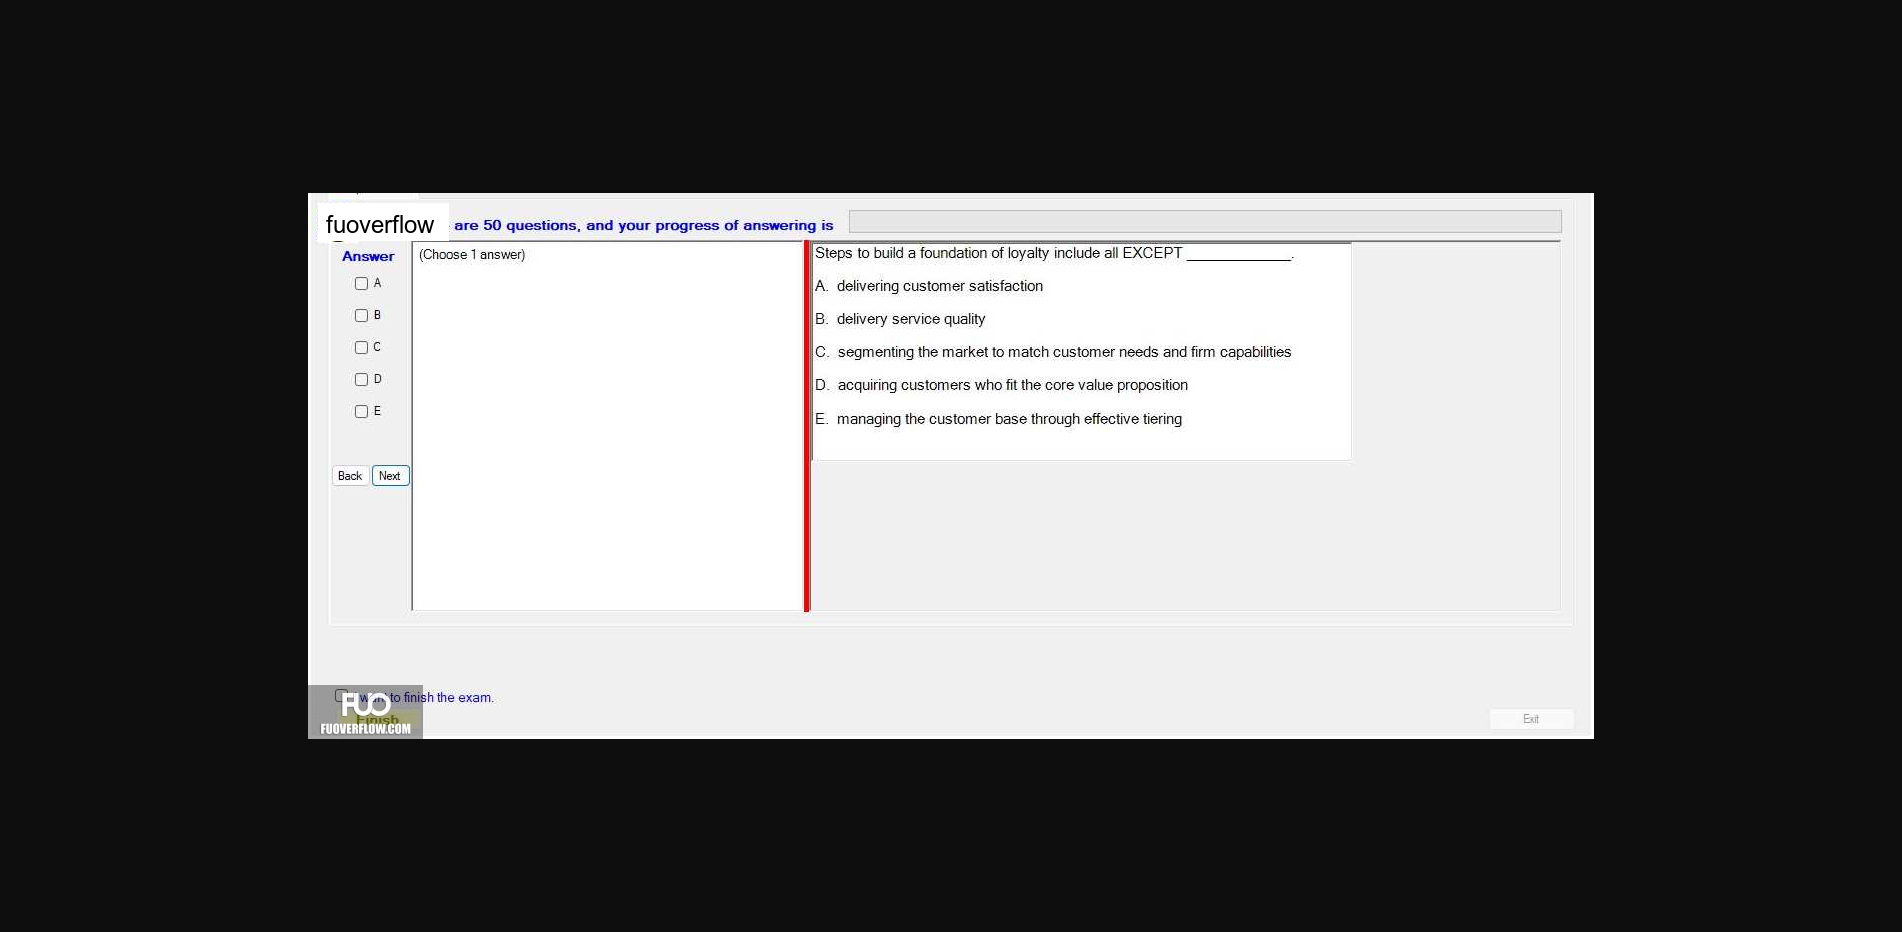 fuoverflow are 50 questions, and your progress of answering is
Answer
(Choose 1 answer)
A
B
C
D
E
Back Next
Steps to build a foundation of loyalty include all EXCEPT _____________.
A. delivering customer satisfaction
B. delivery service quality
C. segmenting the market to match customer needs and firm capabilities
D. acquiring customers who fit the core value proposition
E. managing the customer base through effective tiering
want to finish the exam.
FUO
Finish
FUOVERFLOW.COM
Exit